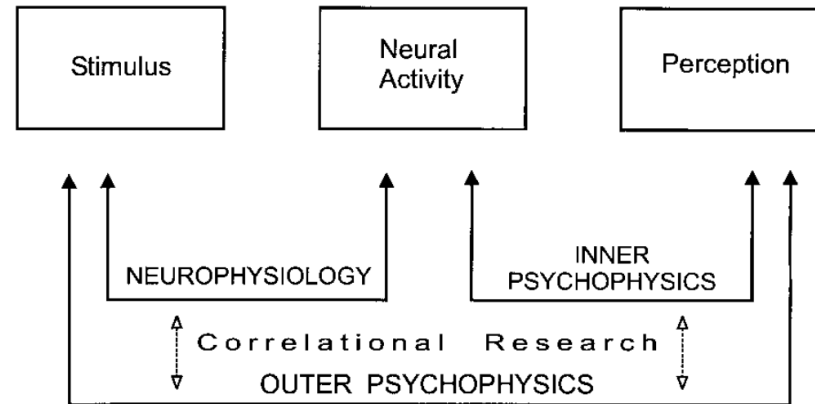 Stimulus
Neural
Activity
Perception
NEUROPHYSIOLOGY
INNER
PSYCHOPHYSICS
Correlational Research
OUTER PSYCHOPHYSICS